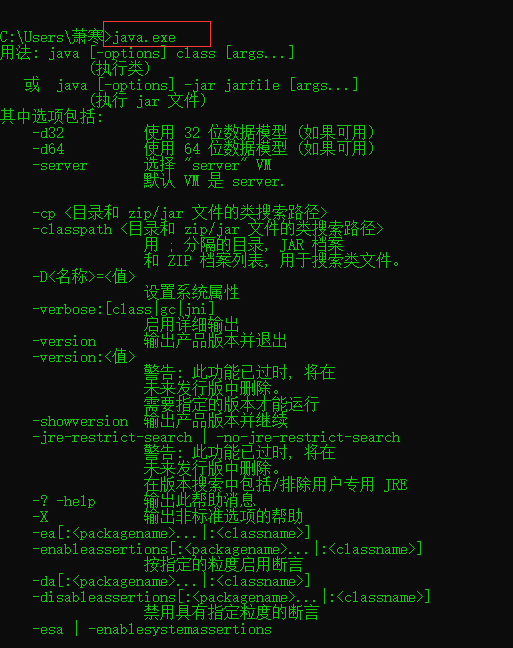 C:\Users\萧寒>java.exe
用法: java [-options] class [args...]
(执行类)
或  java [-options] -jar jarfile [args...]
(执行 jar 文件)
其中选项包括:
-d32 使用 32 位数据模型 (如果可用)
-d64 使用 64 位数据模型 (如果可用)
-server 选择 "server" VM
默认 VM 是 server.
-cp <目录和 zip/jar 文件的类搜索路径>
-classpath <目录和 zip/jar 文件的类搜索路径>
用 ; 分隔的目录, JAR 档案
和 ZIP 档案列表, 用于搜索类文件。
-D<名称>=<值>
设置系统属性
-verbose:[class|gc|jni]
启用详细输出
-version 输出产品版本并退出
-version:<值>
警告: 此功能已过时, 将在
未来发行版中删除。
需要指定的版本才能运行
-showversion 输出产品版本并继续
-jre-restrict-search | -no-jre-restrict-search
警告: 此功能已过时, 将在
未来发行版中删除。
在版本搜索中包括/排除用户专用 JRE
-? -help 输出此帮助消息
-X 输出非标准选项的帮助
-ea[:<packagename>...|:<classname>]
-enableassertions[:<packagename>...|:<classname>]
按指定的粒度启用断言
-da[:<packagename>...|:<classname>]
-disableassertions[:<packagename>...|:<classname>]
禁用具有指定粒度的断言
-esa | -enablesystemassertions